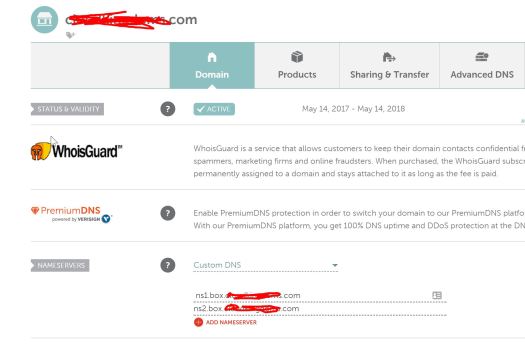 .com
Domain
Products
Sharing & Transfer
Advanced DNS
STATUS & VALIDITY
?
ACTIVE
May 14, 2017 - May 14, 2018
WhoisGuard
WhoisGuard is a service that allows customers to keep their domain contacts confidential f
spammers, marketing firms and online fraudsters. When purchased, the WhoisGuard subsc
permanently assigned to a domain and stays attached to it as long as the fee is paid.
PremiumDNS
powered by VERISIGN
?
Enable PremiumDNS protection in order to switch your domain to our PremiumDNS platfo
With our PremiumDNS platform, you get 100% DNS uptime and DDoS protection at the DN
NAMESERVERS
?
Custom DNS
ns1.box. .com
ns2.box. .com
ADD NAMESERVER